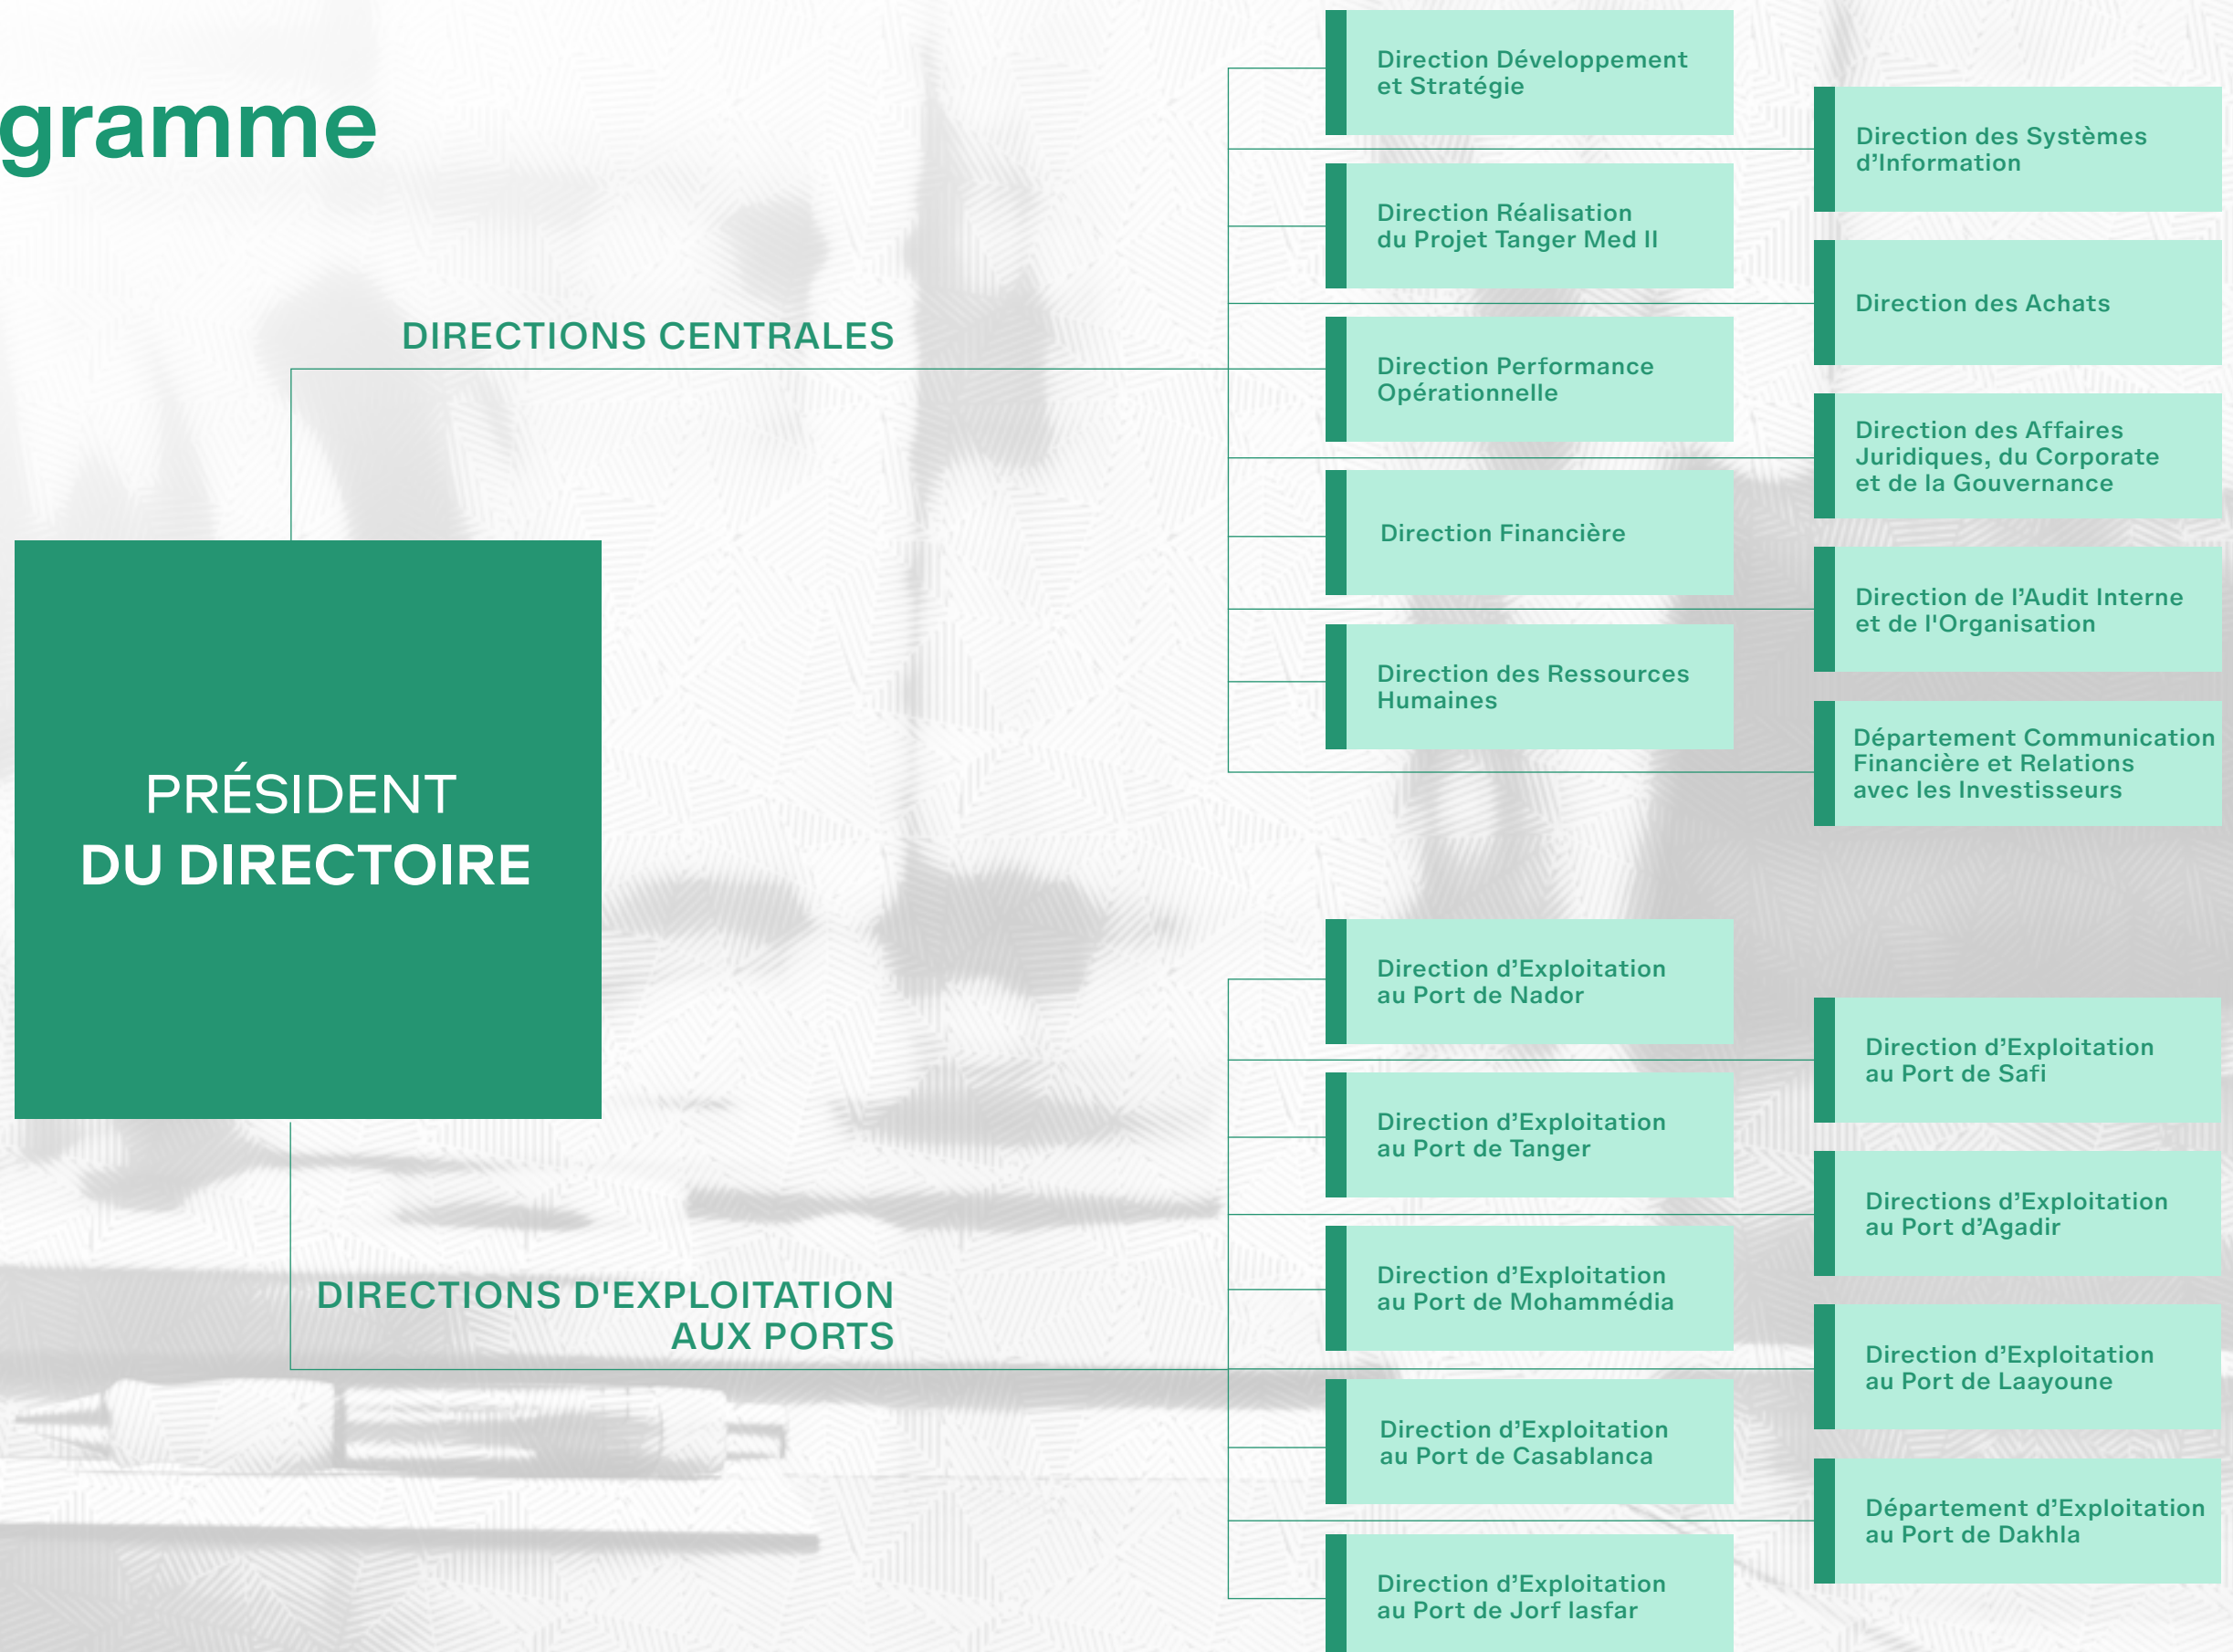 gramme
DIRECTIONS CENTRALES
PRÉSIDENT
DU DIRECTOIRE
DIRECTIONS D'EXPLOITATION
AUX PORTS
Direction Développement
et Stratégie
Direction Réalisation
du Projet Tanger Med II
Direction Performance
Opérationnelle
Direction Financière
Direction des Ressources
Humaines
Direction des Systèmes
d’Information
Direction des Achats
Direction des Affaires
Juridiques, du Corporate
et de la Gouvernance
Direction de l’Audit Interne
et de l'Organisation
Département Communication
Financière et Relations
avec les Investisseurs
Direction d’Exploitation
au Port de Nador
Direction d’Exploitation
au Port de Tanger
Direction d’Exploitation
au Port de Mohammédia
Direction d’Exploitation
au Port de Casablanca
Direction d’Exploitation
au Port de Jorf lasfar
Direction d’Exploitation
au Port de Safi
Directions d’Exploitation
au Port d’Agadir
Direction d’Exploitation
au Port de Laayoune
Département d’Exploitation
au Port de Dakhla